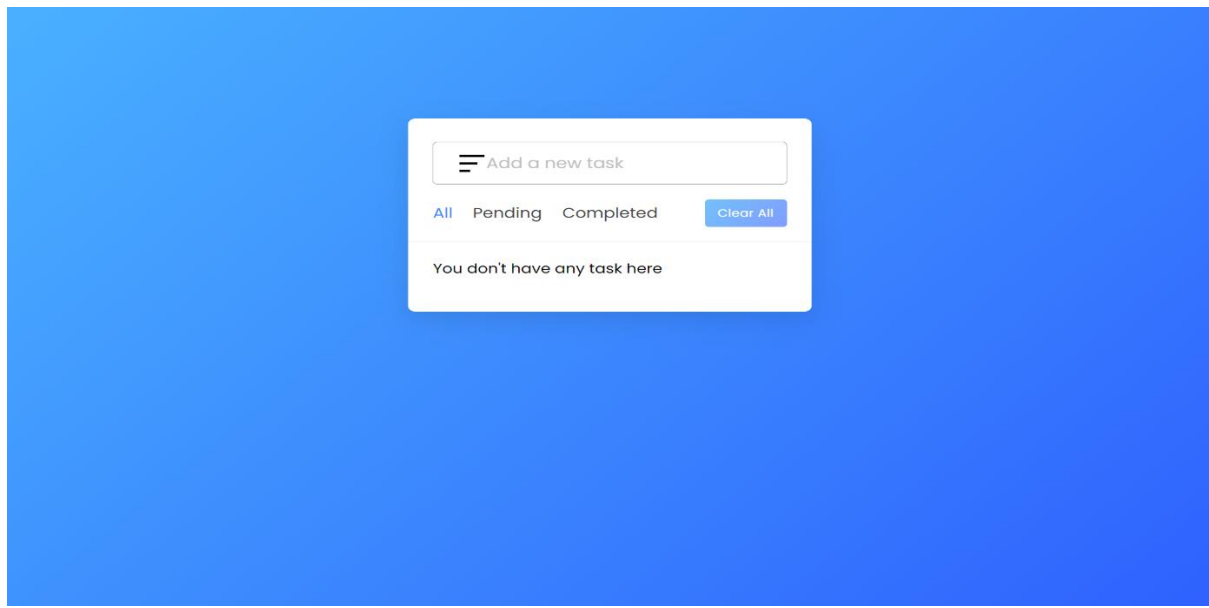 Add a new task
All Pending Completed Clear All
You don't have any task here